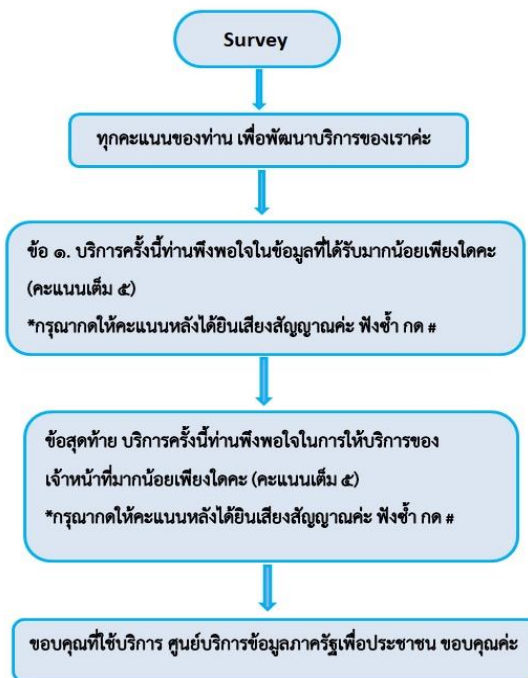 Survey
ทุกคะแนนของท่าน เพื่อพัฒนาบริการของเราค่ะ
ข้อ ๑. บริการครั้งนี้ท่านพึงพอใจในข้อมูลที่ได้รับมากน้อยเพียงใดคะ
(คะแนนเต็ม ๕)
*กรุณากดให้คะแนนหลังได้ยินเสียงสัญญาณค่ะ ฟังซ้ำ กด #
ข้อสุดท้าย บริการครั้งนี้ท่านพึงพอใจในการให้บริการของ
เจ้าหน้าที่มากน้อยเพียงใดคะ (คะแนนเต็ม ๕)
*กรุณากดให้คะแนนหลังได้ยินเสียงสัญญาณค่ะ ฟังซ้ำ กด #
ขอบคุณที่ใช้บริการ ศูนย์บริการข้อมูลภาครัฐเพื่อประชาชน ขอบคุณค่ะ